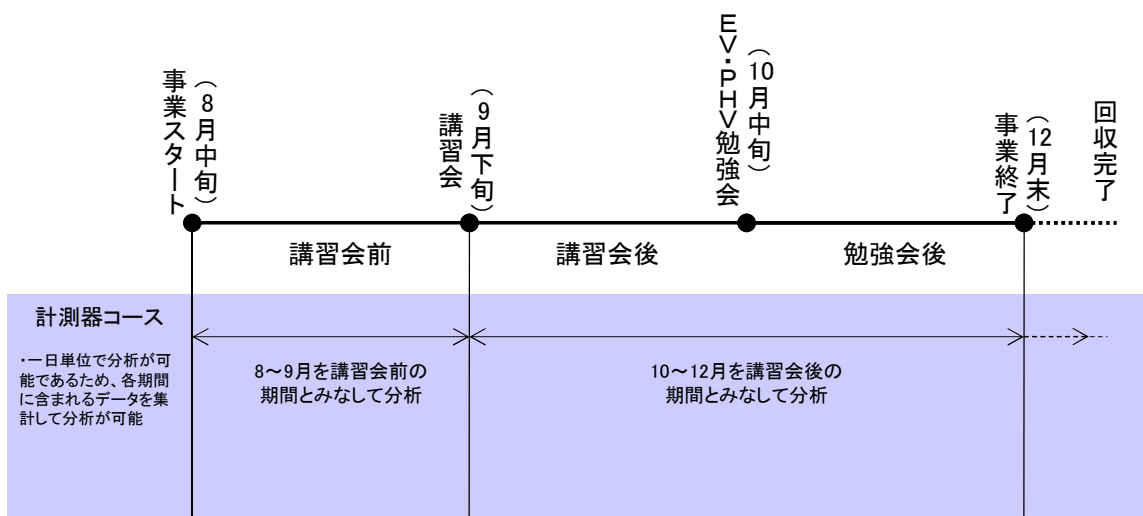 事業スタート
（8月中旬）
講習会
（9月下旬）
EV・PHV勉強会
（10月中旬）
事業終了
（12月末）
回収完了
講習会前
講習会後
勉強会後
計測器コース
・一日単位で分析が可
能であるため、各期間
に含まれるデータを集
計して分析が可能
8～9月を講習会前の
期間とみなして分析
10～12月を講習会後の
期間とみなして分析